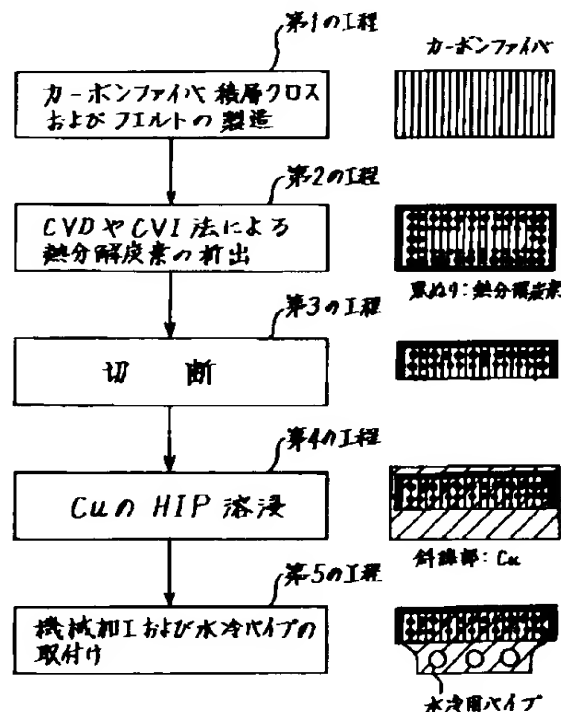 第1の工程
カーボンファイバ
カーボンファイバ積層クロス
およびフエルトの製造
第2の工程
CVDやCVI法による
熱分解炭素の析出
黒ぬり:熱分解炭素
第3の工程
切断
第4の工程
CuのHIP溶浸
斜線部:Cu
第5の工程
機械加工および水冷パイプの
取付け
水冷用パイプ